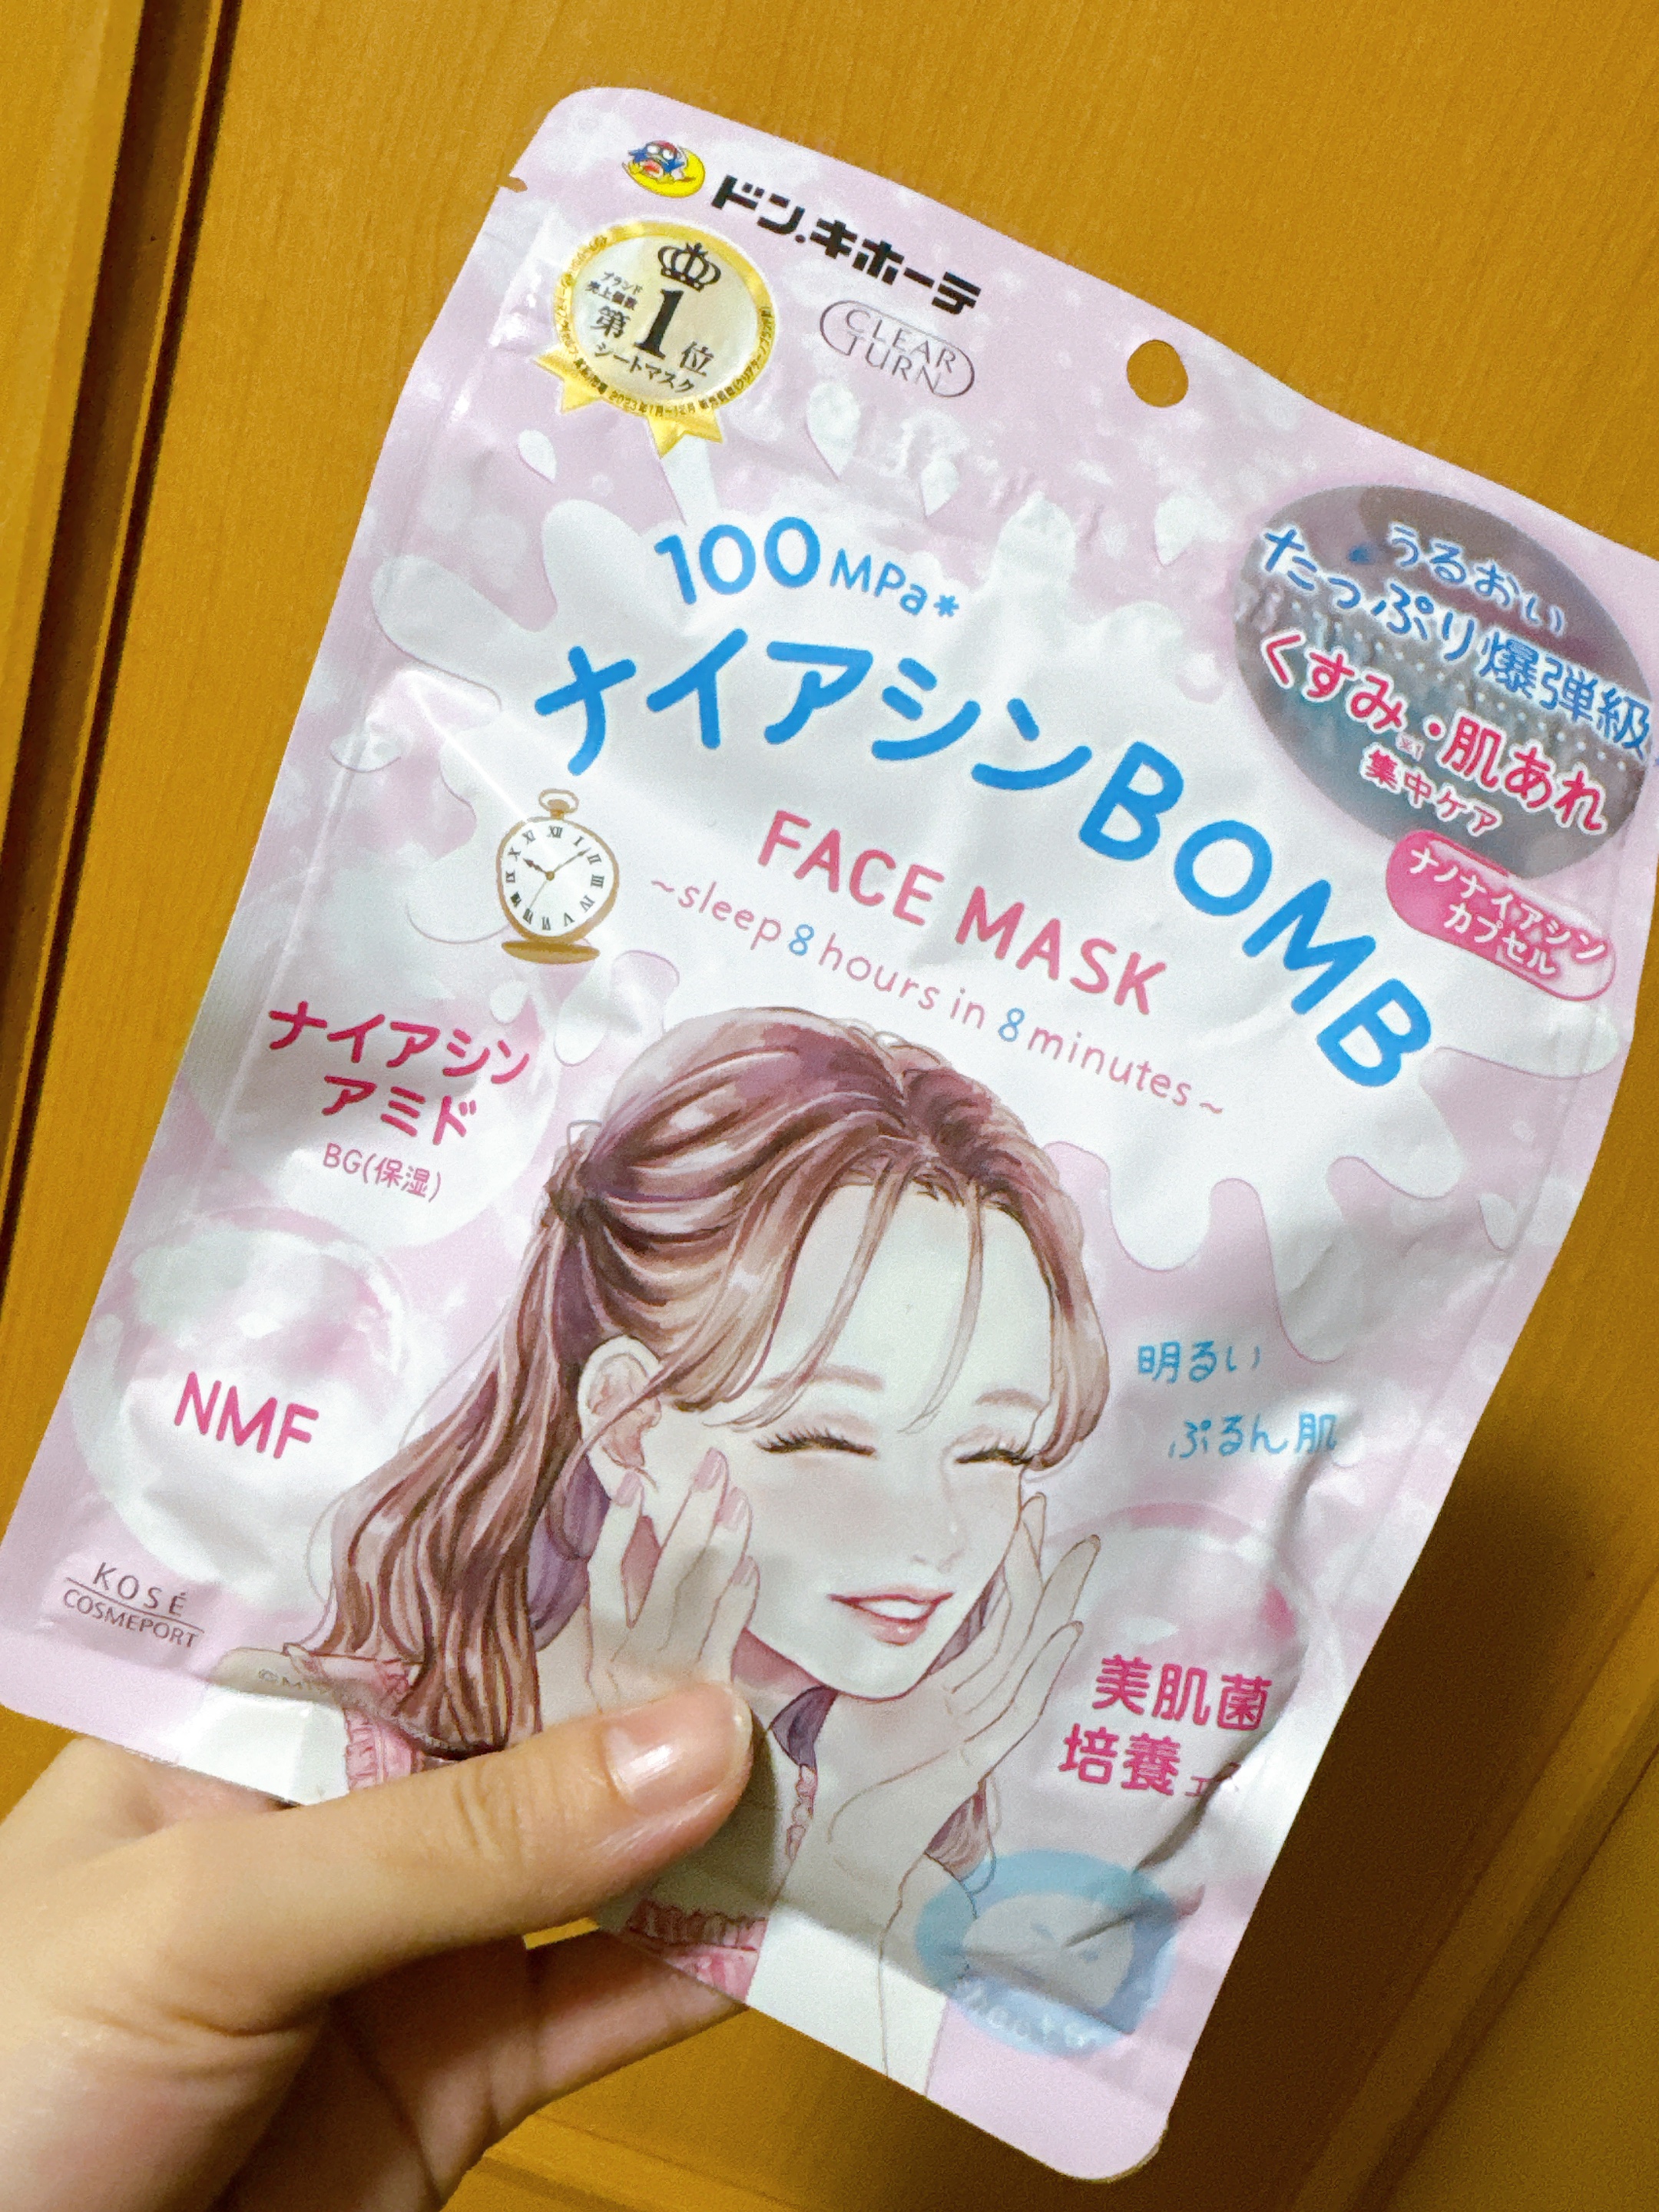 ドン.キホーテ
ブランド
売上個数
第1位
シートマスク
CLEAR
TURN
100MPa*
ナイアシンBOMB
FACE MASK
~sleep 8 hours in 8 minutes~
うるおい
たっぷり爆弾級
くすみ・肌あれ
※1
集中ケア
ナノナイアシン
カプセル
ナイアシン
アミド
BG(保湿)
NMF
明るい
ぷるん肌
美肌菌
培養
KOSÉ
COSMEPORT